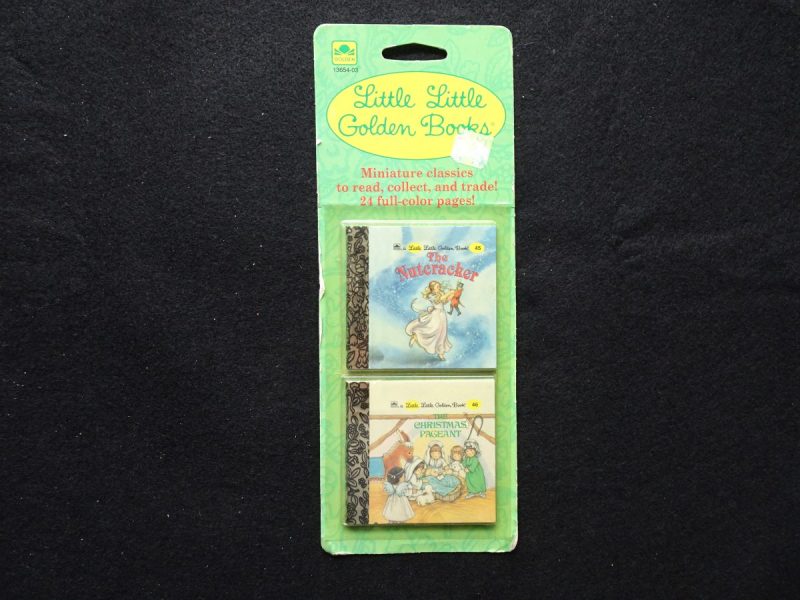 GOLDEN
13654-03
Little Little
Golden Books®
Miniature classics
to read, collect, and trade!
24 full-color pages!
a Little Little Golden Book® 45
The
Nutcracker
a Little Little Golden Book® 46
THE
CHRISTMAS
PAGEANT